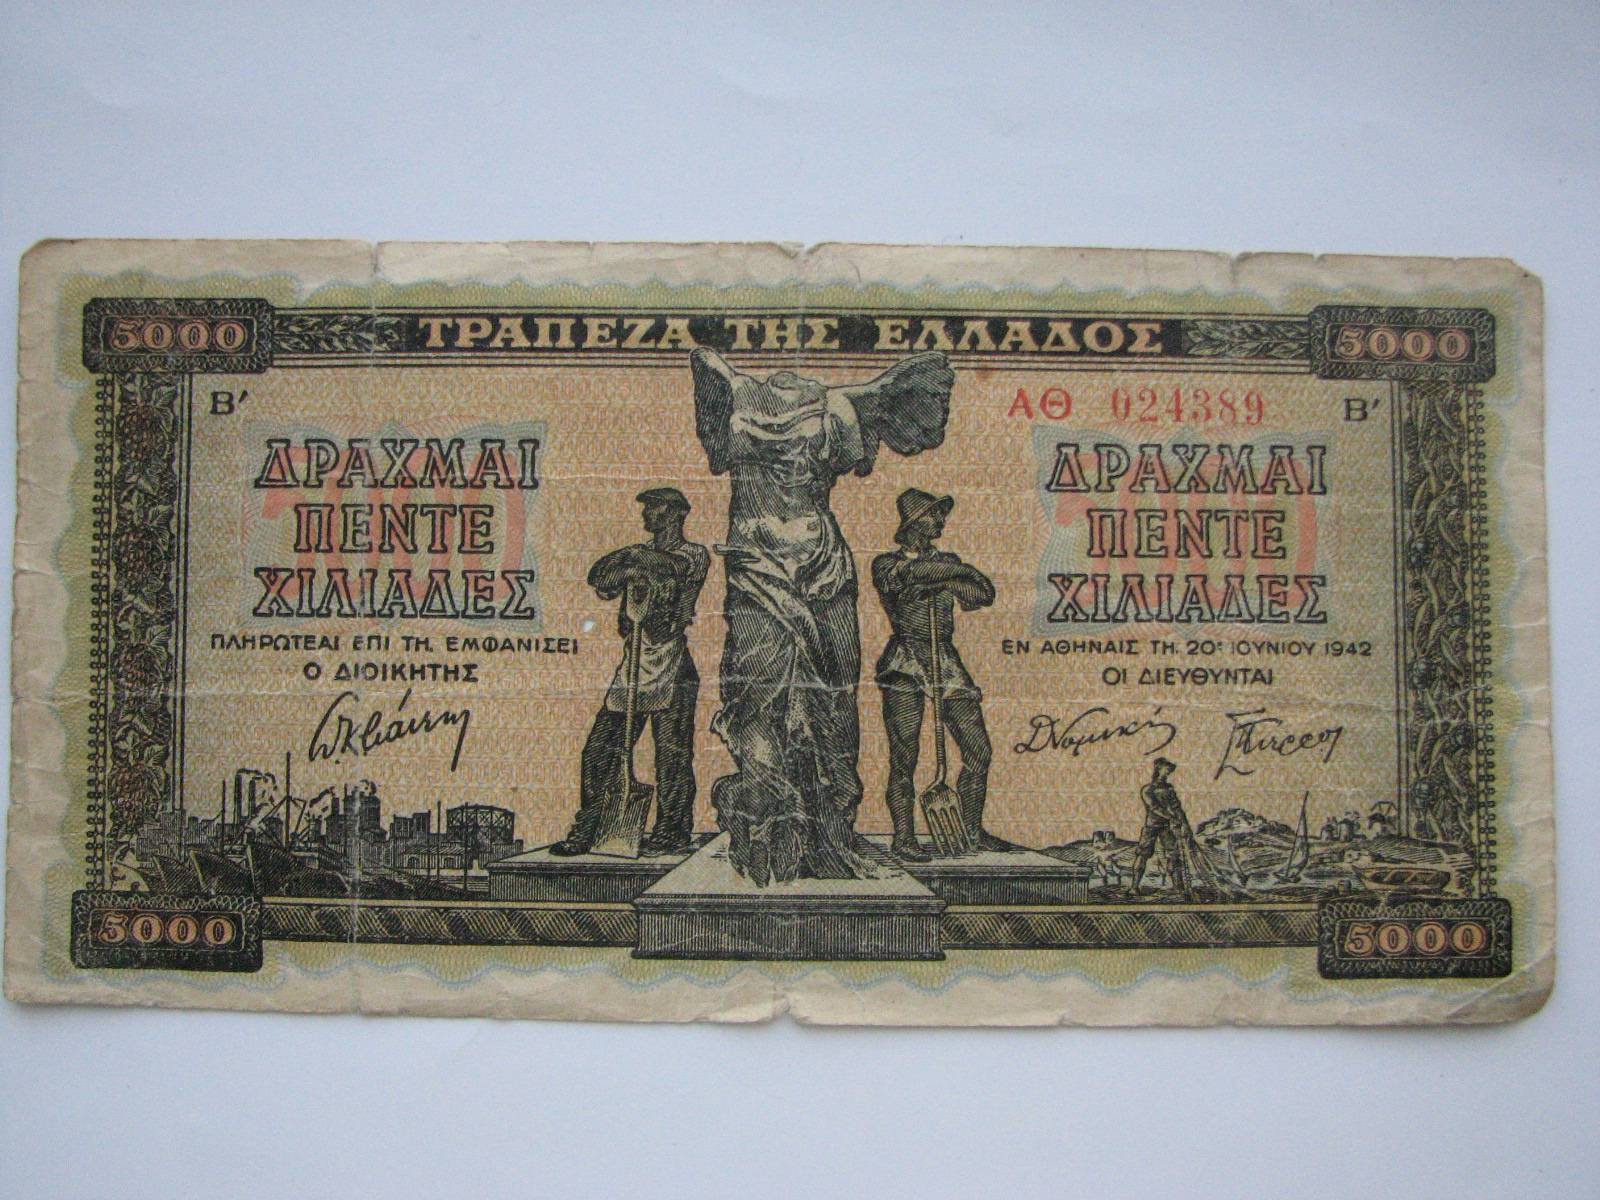 5000 ΤΡΑΠΕΖΑ ΤΗΣ ΕΛΛΑΔΟΣ 5000
Β′ ΑΘ 024389 Β′
ΔΡΑΧΜΑΙ
ΠΕΝΤΕ
ΧΙΛΙΑΔΕΣ
ΠΛΗΡΩΤΕΑΙ ΕΠΙ ΤΗ. ΕΜΦΑΝΙΣΕΙ
Ο ΔΙΟΙΚΗΤΗΣ
ΔΡΑΧΜΑΙ
ΠΕΝΤΕ
ΧΙΛΙΑΔΕΣ
ΕΝ ΑΘΗΝΑΙΣ ΤΗ. 20ῃ ΙΟΥΝΙΟΥ 1942
ΟΙ ΔΙΕΥΘΥΝΤΑΙ
5000 5000